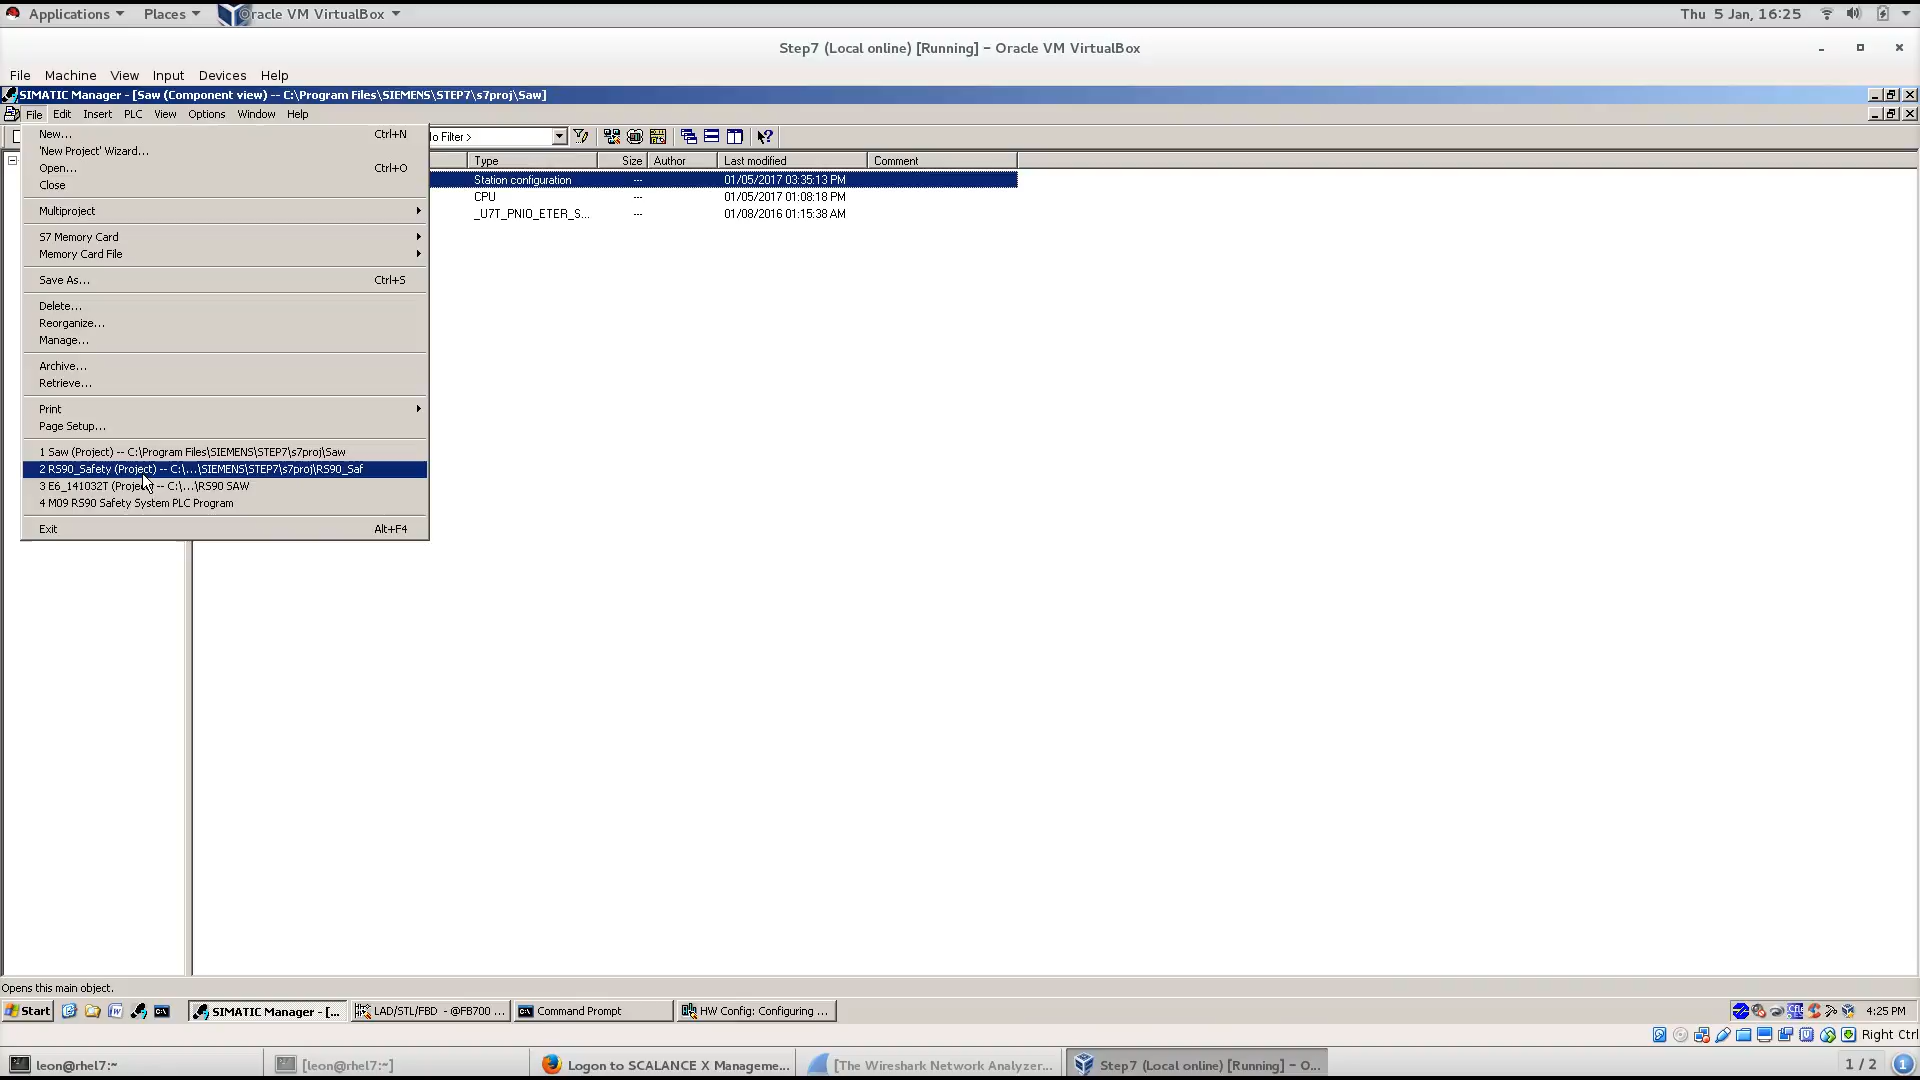 Applications Places Oracle VM VirtualBox Thu 5 Jan, 16:25
Step7 (Local online) [Running] – Oracle VM VirtualBox
File Machine View Input Devices Help
SIMATIC Manager - [Saw (Component view) -- C:\Program Files\SIEMENS\STEP7\s7proj\Saw]
File Edit Insert PLC View Options Window Help
New... Ctrl+N
'New Project' Wizard...
Open... Ctrl+O
Close
Multiproject
S7 Memory Card
Memory Card File
Save As... Ctrl+S
Delete...
Reorganize...
Manage...
Archive...
Retrieve...
Print
Page Setup...
1 Saw (Project) -- C:\Program Files\SIEMENS\STEP7\s7proj\Saw
2 RS90_Safety (Project) -- C:\...\SIEMENS\STEP7\s7proj\RS90_Saf
3 E6_141032T (Project) -- C:\...\RS90 SAW
4 M09 RS90 Safety System PLC Program
Exit Alt+F4
lo Filter >
Type Size Author Last modified Comment
Station configuration --- 01/05/2017 03:35:13 PM
CPU --- 01/05/2017 01:08:18 PM
_U7T_PNIO_ETER_S... --- 01/08/2016 01:15:38 AM
Opens this main object.
Start SIMATIC Manager - [... LAD/STL/FBD - @FB700 ... Command Prompt HW Config: Configuring ... 4:25 PM
Right Ctrl
leon@rhel7:~ [leon@rhel7:~] Logon to SCALANCE X Manageme... [The Wireshark Network Analyzer... Step7 (Local online) [Running] – O... 1 / 2 1